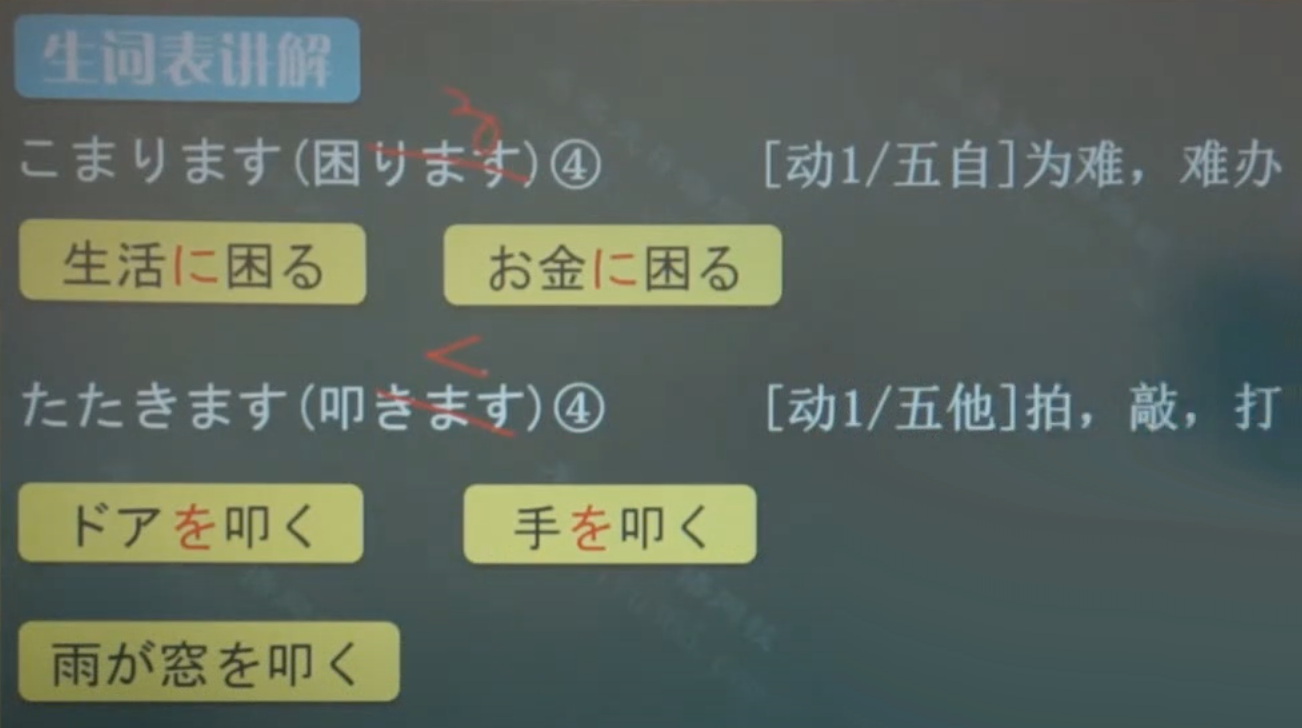 生词表讲解
る
こまります(困ります)④ [动1/五自]为难，难办
生活に困る お金に困る
く
たたきます(叩きます)④ [动1/五他]拍，敲，打
ドアを叩く 手を叩く
雨が窓を叩く